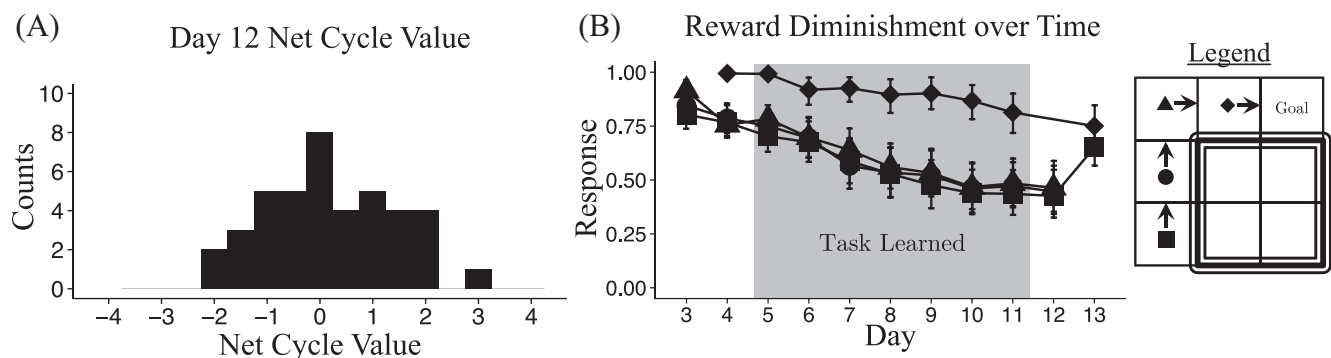 (A)
Day 12 Net Cycle Value
Counts
10
8
6
4
2
0
−4 −3 −2 −1 0 1 2 3 4
Net Cycle Value
(B)
Reward Diminishment over Time
Response
1.00
0.75
0.50
0.25
0.00
Task Learned
3 4 5 6 7 8 9 10 11 12 13
Day
Legend
Goal